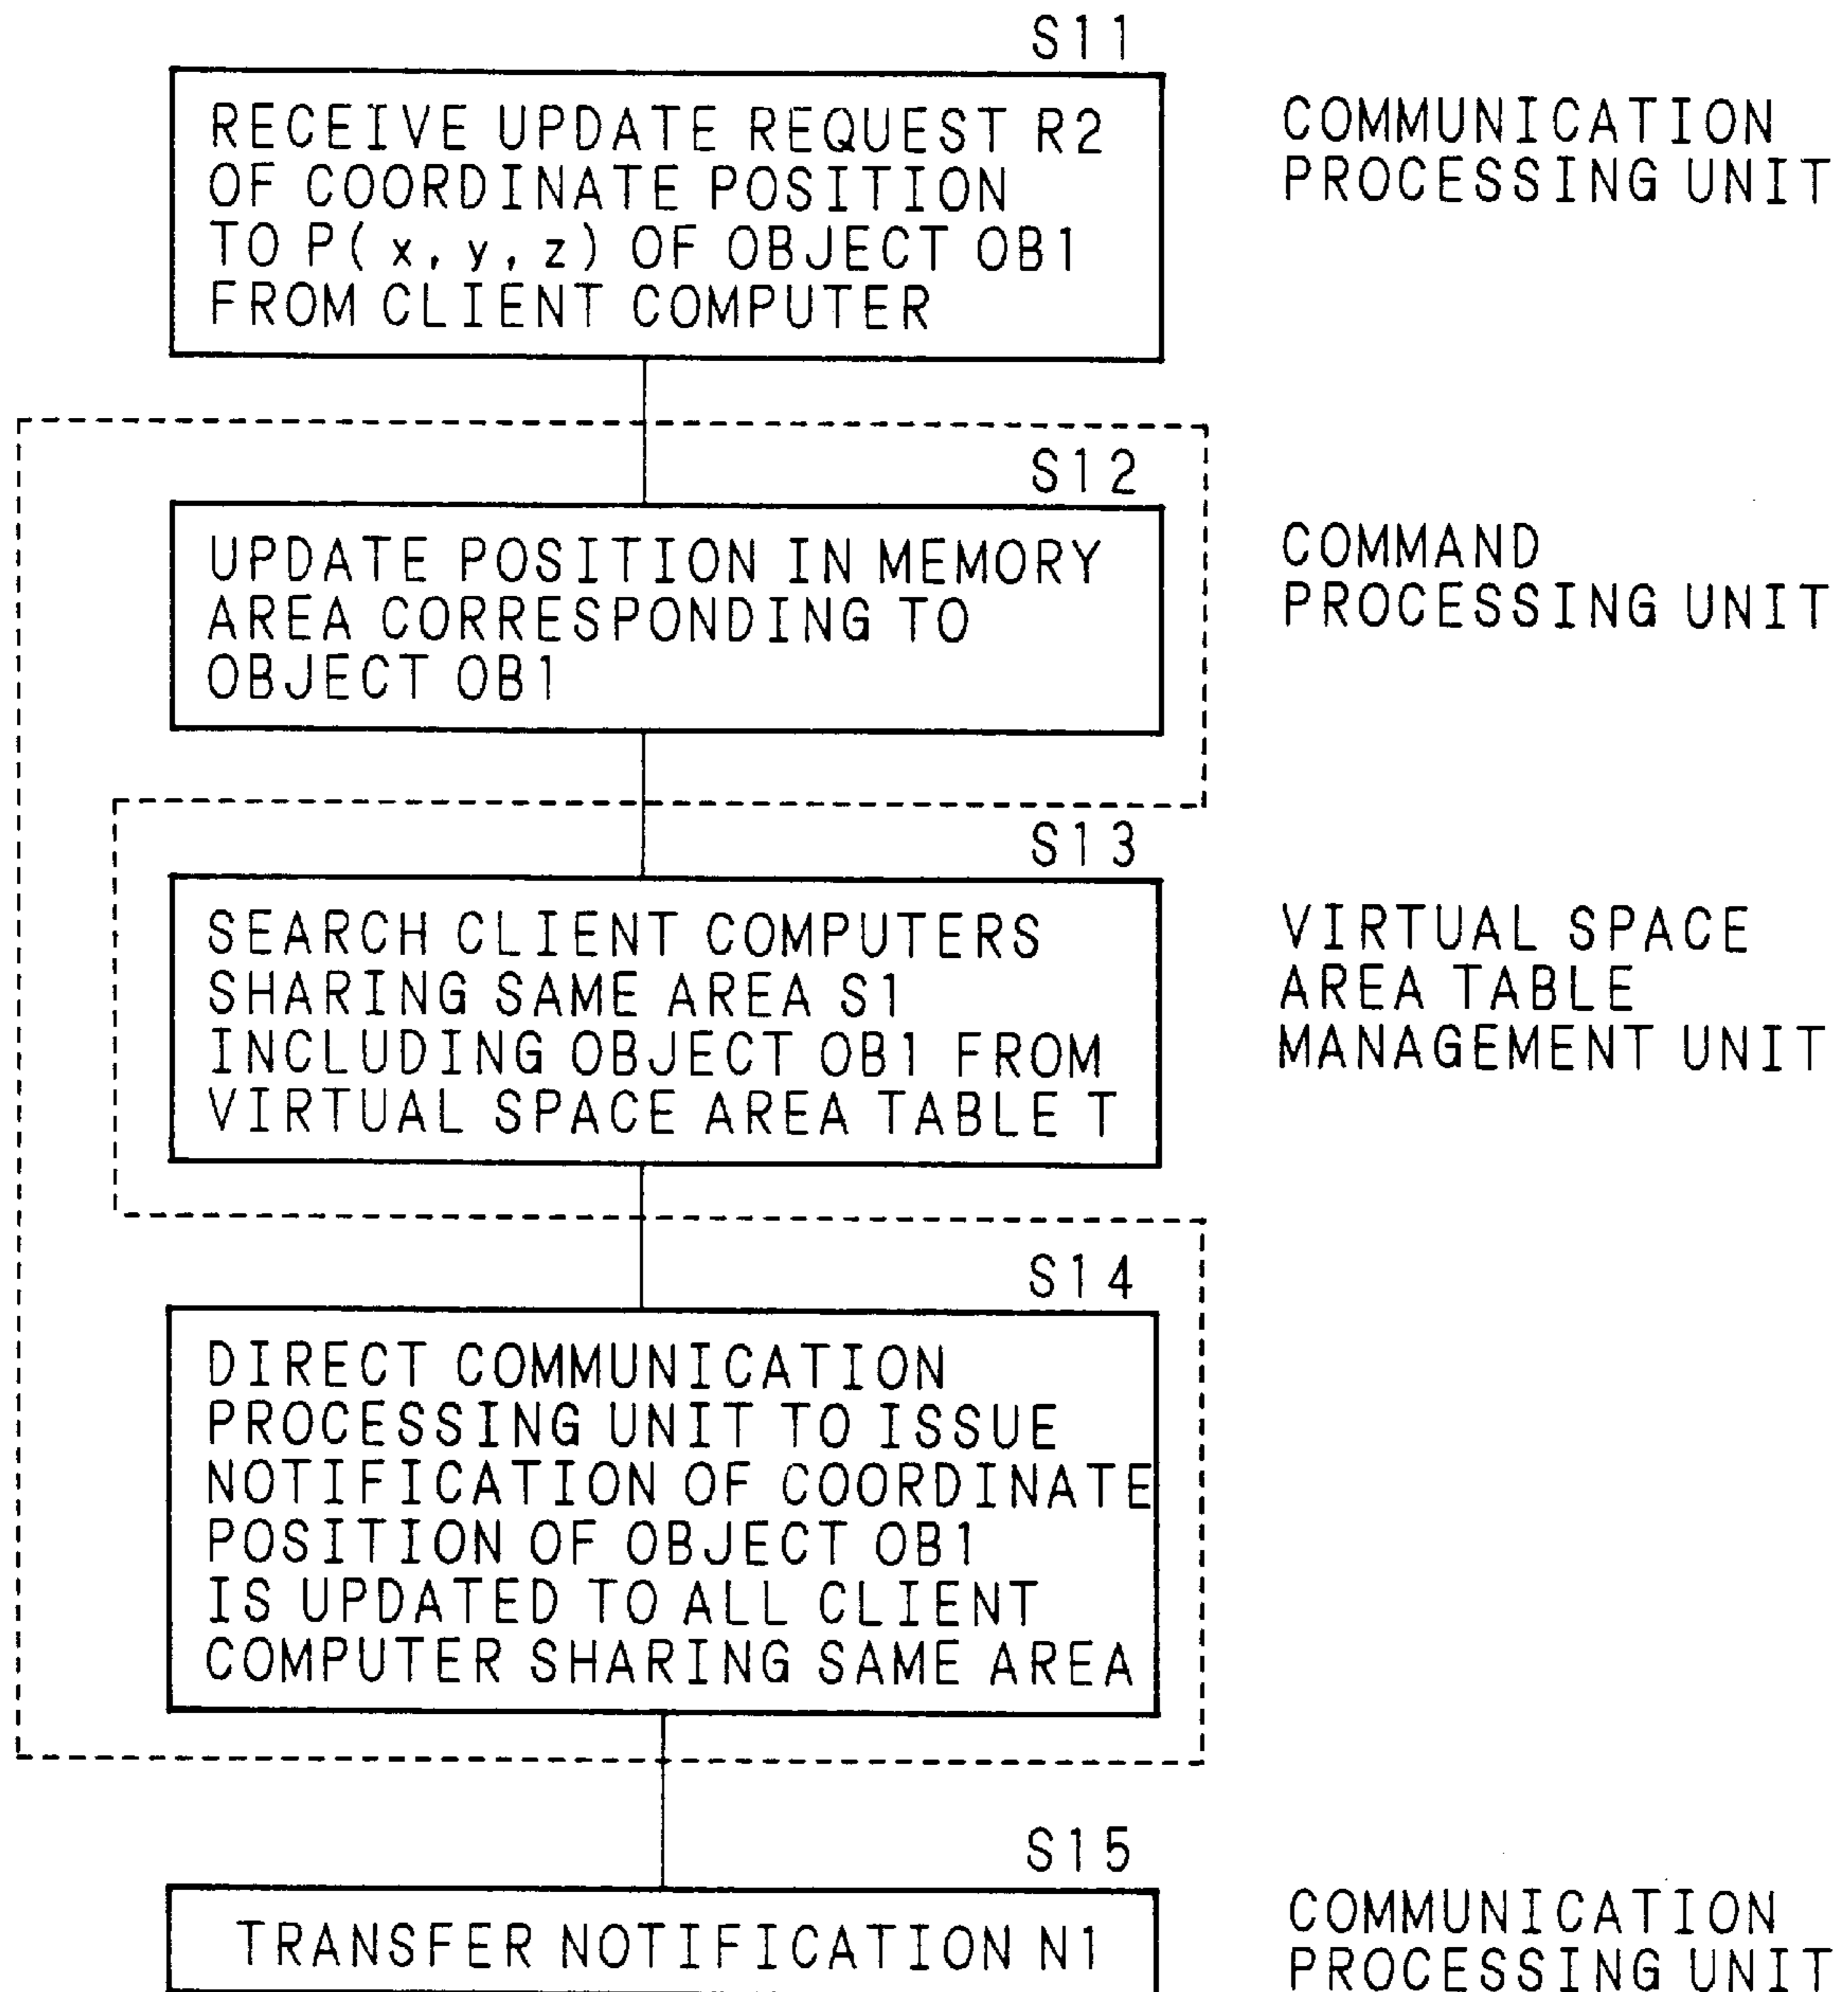 S11
RECEIVE UPDATE REQUEST R2
OF COORDINATE POSITION
TO P(x, y, z) OF OBJECT OB1
FROM CLIENT COMPUTER
COMMUNICATION
PROCESSING UNIT
S12
UPDATE POSITION IN MEMORY
AREA CORRESPONDING TO
OBJECT OB1
COMMAND
PROCESSING UNIT
S13
SEARCH CLIENT COMPUTERS
SHARING SAME AREA S1
INCLUDING OBJECT OB1 FROM
VIRTUAL SPACE AREA TABLE T
VIRTUAL SPACE
AREA TABLE
MANAGEMENT UNIT
S14
DIRECT COMMUNICATION
PROCESSING UNIT TO ISSUE
NOTIFICATION OF COORDINATE
POSITION OF OBJECT OB1
IS UPDATED TO ALL CLIENT
COMPUTER SHARING SAME AREA
S15
TRANSFER NOTIFICATION N1
COMMUNICATION
PROCESSING UNIT